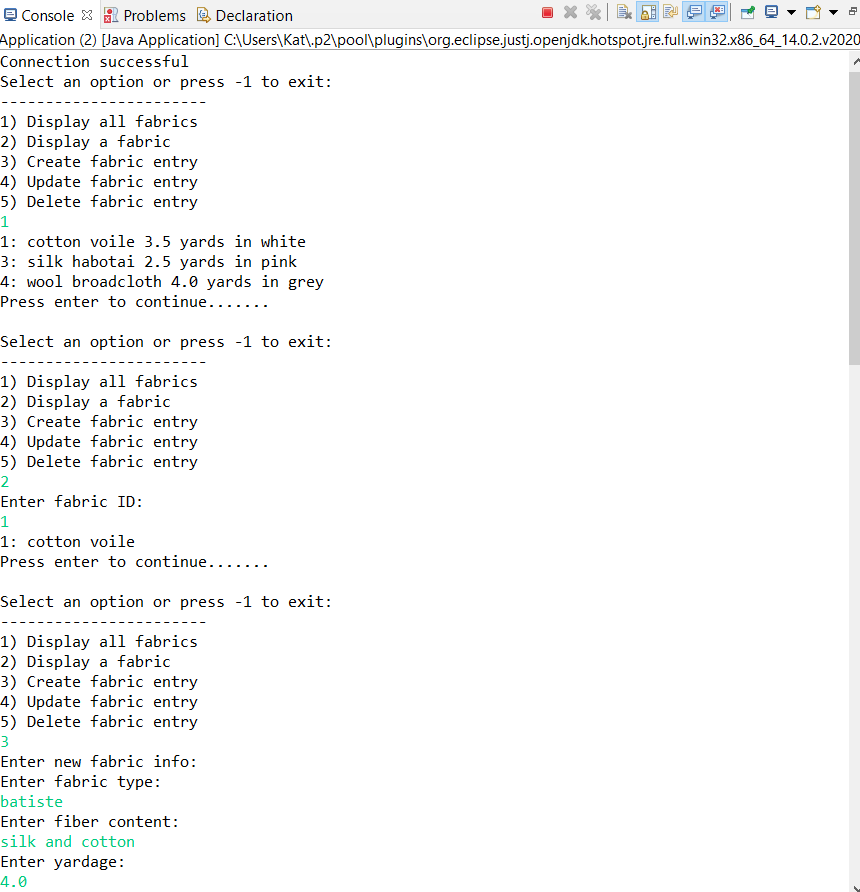 Console Problems Declaration
Application (2) [Java Application] C:\Users\Kat\.p2\pool\plugins\org.eclipse.justj.openjdk.hotspot.jre.full.win32.x86_64_14.0.2.v2020
Connection successful
Select an option or press -1 to exit:
-----------------------
1) Display all fabrics
2) Display a fabric
3) Create fabric entry
4) Update fabric entry
5) Delete fabric entry
1
1: cotton voile 3.5 yards in white
3: silk habotai 2.5 yards in pink
4: wool broadcloth 4.0 yards in grey
Press enter to continue.......
Select an option or press -1 to exit:
-----------------------
1) Display all fabrics
2) Display a fabric
3) Create fabric entry
4) Update fabric entry
5) Delete fabric entry
2
Enter fabric ID:
1
1: cotton voile
Press enter to continue.......
Select an option or press -1 to exit:
-----------------------
1) Display all fabrics
2) Display a fabric
3) Create fabric entry
4) Update fabric entry
5) Delete fabric entry
3
Enter new fabric info:
Enter fabric type:
batiste
Enter fiber content:
silk and cotton
Enter yardage:
4.0